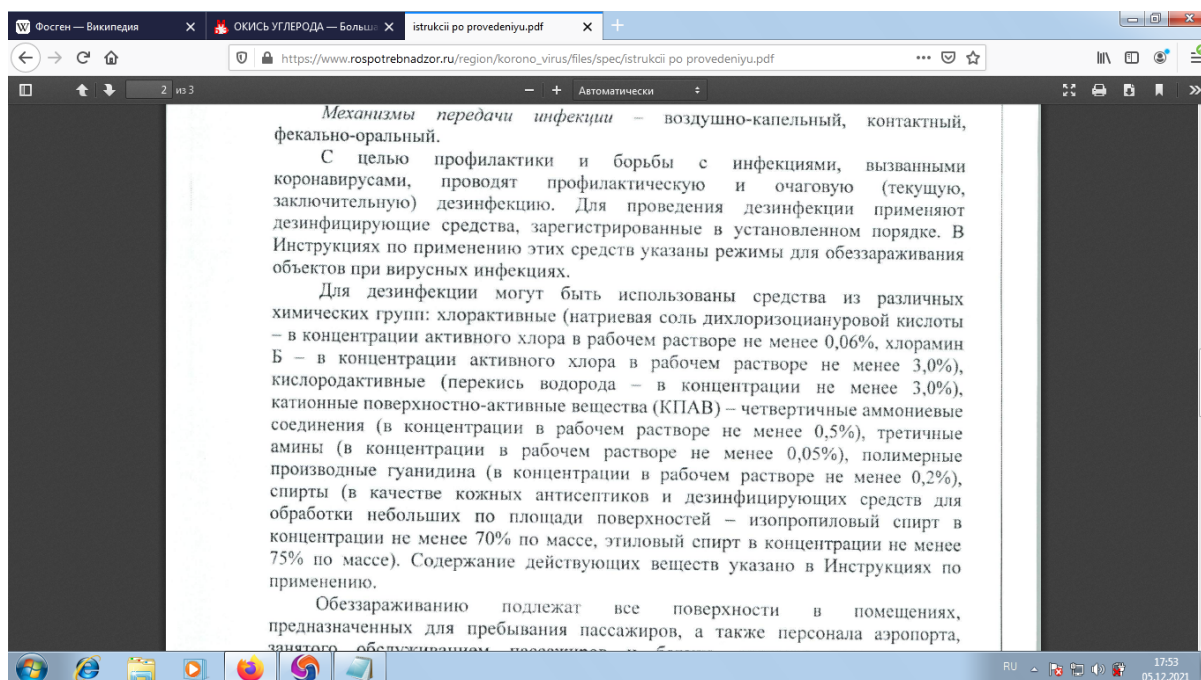 Фосген — Википедия
ОКИСЬ УГЛЕРОДА — Больша
istrukcii po provedeniyu.pdf
https://www.rospotrebnadzor.ru/region/korono_virus/files/spec/istrukcii po provedeniyu.pdf
2 из 3
Автоматически
Механизмы передачи инфекции – воздушно-капельный, контактный,
фекально-оральный.
С целью профилактики и борьбы с инфекциями, вызванными
коронавирусами, проводят профилактическую и очаговую (текущую,
заключительную) дезинфекцию. Для проведения дезинфекции применяют
дезинфицирующие средства, зарегистрированные в установленном порядке. В
Инструкциях по применению этих средств указаны режимы для обеззараживания
объектов при вирусных инфекциях.
Для дезинфекции могут быть использованы средства из различных
химических групп: хлорактивные (натриевая соль дихлоризоциануровой кислоты
– в концентрации активного хлора в рабочем растворе не менее 0,06%, хлорамин
Б – в концентрации активного хлора в рабочем растворе не менее 3,0%),
кислородактивные (перекись водорода – в концентрации не менее 3,0%),
катионные поверхностно-активные вещества (КПАВ) – четвертичные аммониевые
соединения (в концентрации в рабочем растворе не менее 0,5%), третичные
амины (в концентрации в рабочем растворе не менее 0,05%), полимерные
производные гуанидина (в концентрации в рабочем растворе не менее 0,2%),
спирты (в качестве кожных антисептиков и дезинфицирующих средств для
обработки небольших по площади поверхностей – изопропиловый спирт в
концентрации не менее 70% по массе, этиловый спирт в концентрации не менее
75% по массе). Содержание действующих веществ указано в Инструкциях по
применению.
Обеззараживанию подлежат все поверхности в помещениях,
предназначенных для пребывания пассажиров, а также персонала аэропорта,
занятого обслуживанием пассажиров и
RU
17:53
05.12.2021